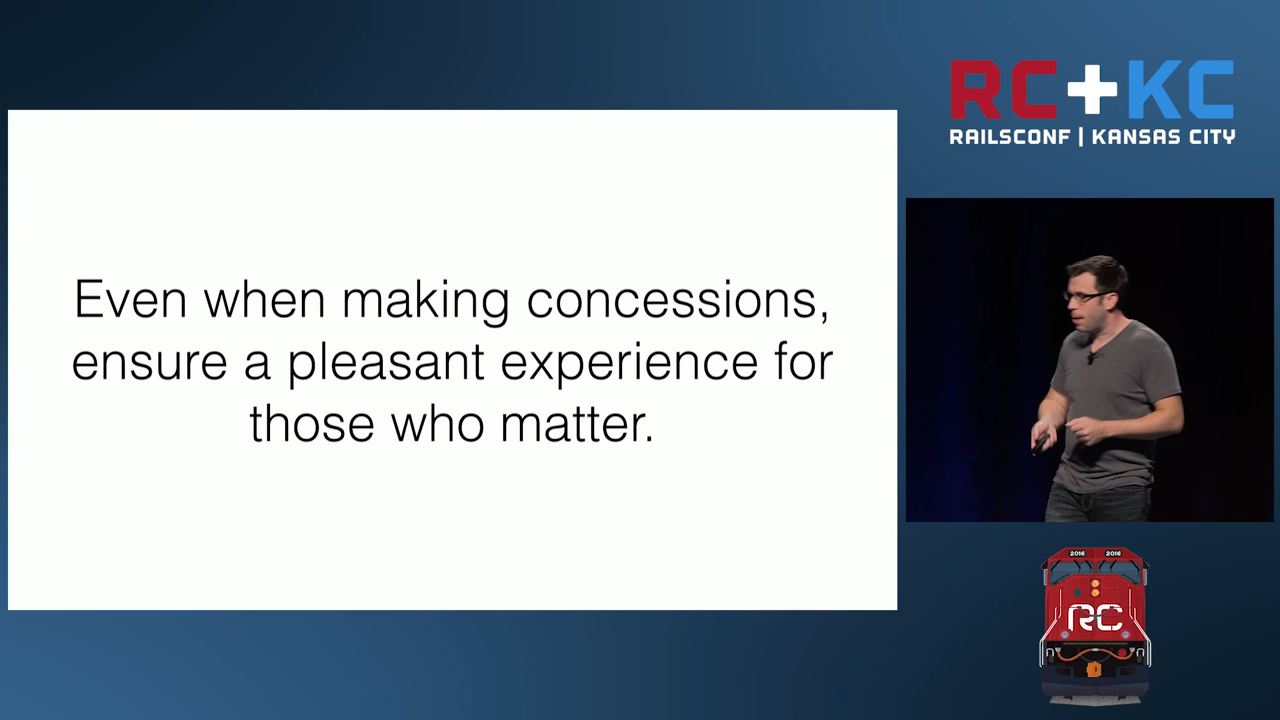 RC+KC
RAILSCONF | KANSAS CITY
Even when making concessions,
ensure a pleasant experience for
those who matter.
2016 2016
RC